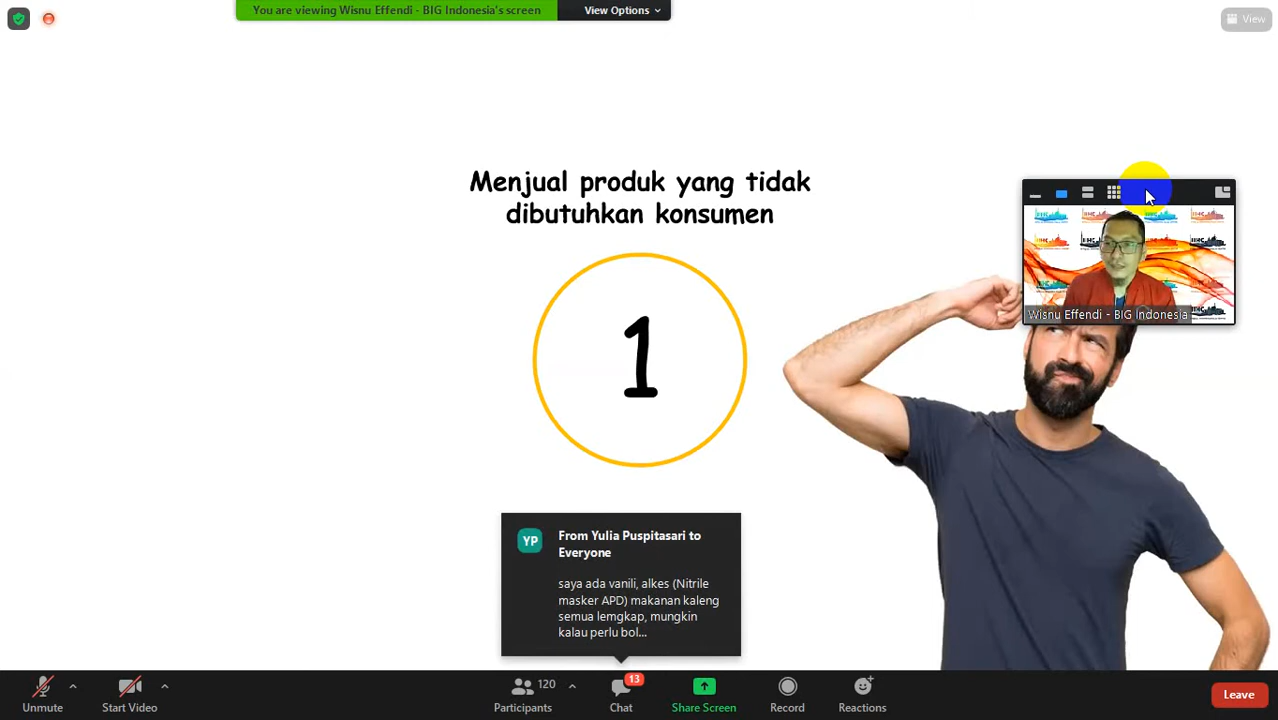 You are viewing Wisnu Effendi - BIG Indonesia's screen
View Options
View
Menjual produk yang tidak
dibutuhkan konsumen
1
Wisnu Effendi - BIG Indonesia
YP
From Yulia Puspitasari to
Everyone
saya ada vanili, alkes (Nitrile
masker APD) makanan kaleng
semua lemgkap, mungkin
kalau perlu bol...
Unmute
Start Video
120
Participants
13
Chat
Share Screen
Record
Reactions
Leave